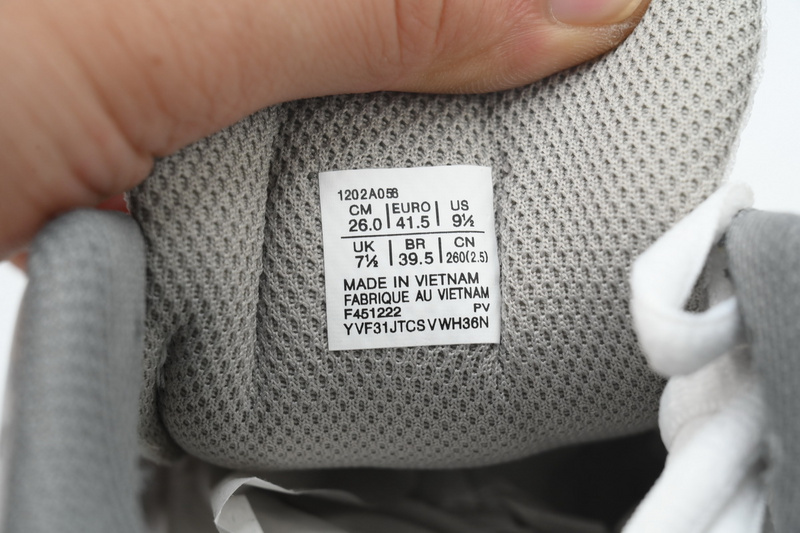 1202A058
CM EURO US
26.0 41.5 9½
UK BR CN
7½ 39.5 260(2.5)
MADE IN VIETNAM
FABRIQUE AU VIETNAM
F451222 PV
YVF31JTCSVWH36N